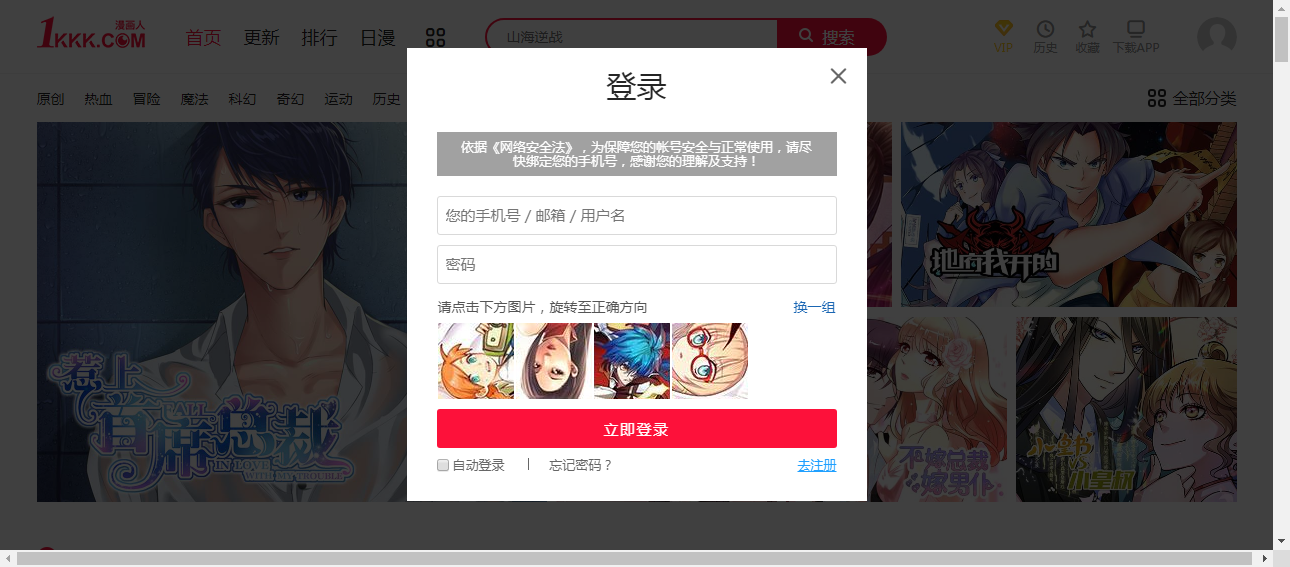 漫画人
1KKK.COM
首页 更新 排行 日漫
山海逆战
搜索
VIP 历史 收藏 下载APP
登录
原创 热血 冒险 魔法 科幻 奇幻 运动 历史
全部分类
依据《网络安全法》，为保障您的帐号安全与正常使用，请尽
快绑定您的手机号，感谢您的理解及支持！
您的手机号 / 邮箱 / 用户名
密码
请点击下方图片，旋转至正确方向
换一组
立即登录
自动登录 | 忘记密码？
去注册
惹上
首席总裁
CALL
IN LOVE
WITH MY TROUBLE
地府我开的
不嫁总裁
嫁男仆
小皇书
VS
小皇叔